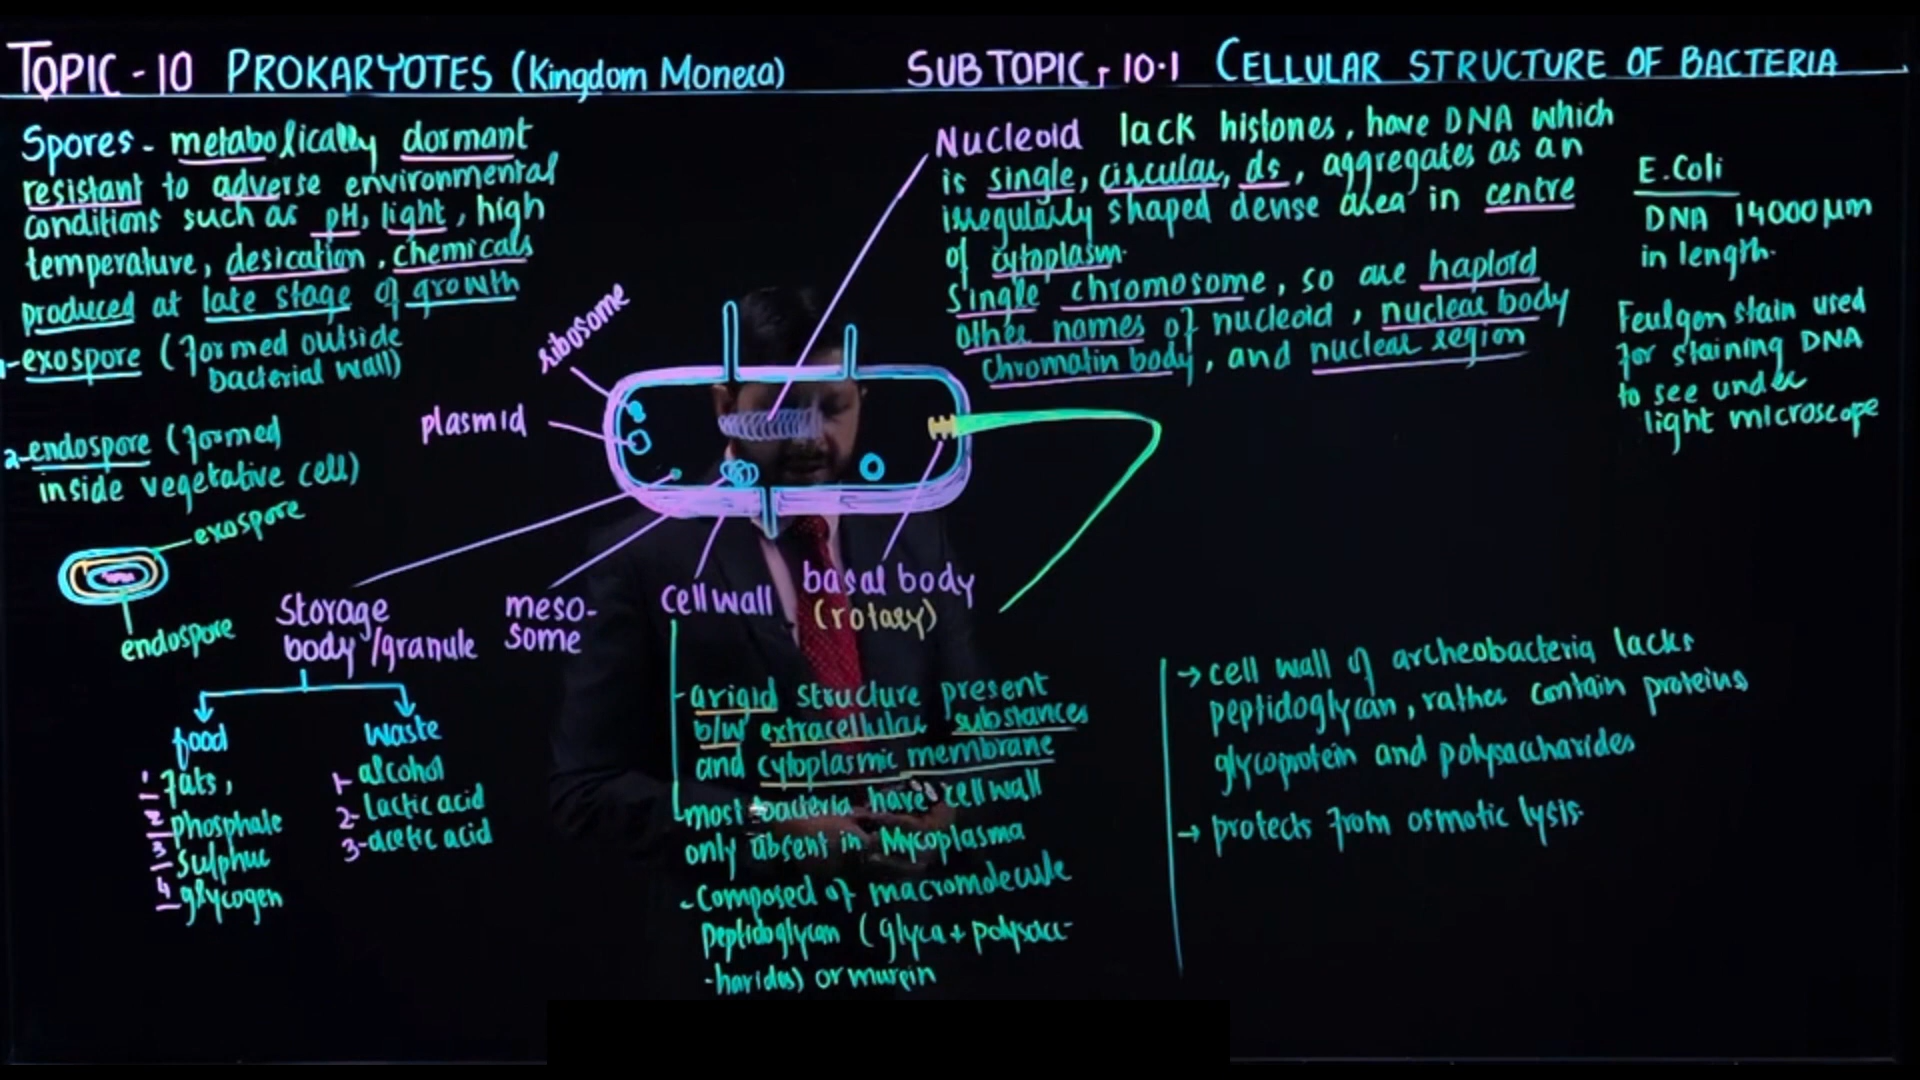 TOPIC - 10 PROKARYOTES (Kingdom Monera)
SUBTOPIC - 10.1 CELLULAR STRUCTURE OF BACTERIA
Spores - metabolically dormant
resistant to adverse environmental
conditions such as pH, light, high
temperature, desication, chemicals
produced at late stage of growth
1-exospore (formed outside
bacterial wall)
2-endospore (formed
inside vegetative cell)
exospore
endospore
ribosome
plasmid
Storage
body/granule
meso-
some
cell wall
basal body
(rotary)
food
1 fats,
2 phosphate
3 sulphur
4 glycogen
waste
1- alcohol
2- lactic acid
3- acetic acid
Nucleoid lack histones, have DNA which
is single, circular, ds, aggregates as an
irregularly shaped dense area in centre
of cytoplasm.
Single chromosome, so are haploid
other names of nucleoid, nuclear body
chromatin body, and nuclear region
E.Coli
DNA 14000 µm
in length.
Feulgen stain used
for staining DNA
to see under
light microscope
- a rigid structure present
b/w extracellular substances
and cytoplasmic membrane
most bacteria have cell wall
only absent in Mycoplasma
- Composed of macromolecule
peptidoglycan (glyca + polysacc-
-harides) or murein
→ cell wall of archeobacteria lacks
peptidoglycan, rather contain proteins
glycoprotein and polysaccharides
→ protects from osmotic lysis.